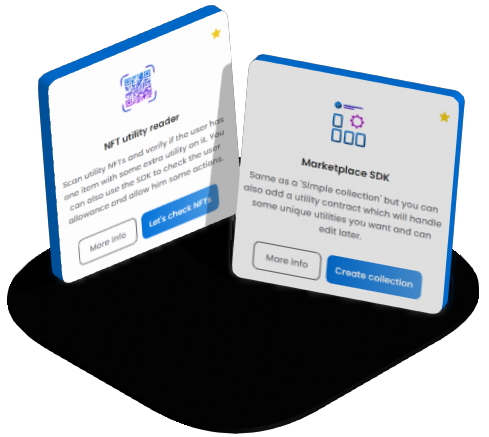 NFT utility reader
Scan utility NFTs and verify if the user has
one item with some extra utility on it. You
can also use the SDK to check the user
allowance and allow him some actions.
More info
Let's check NFTs
Marketplace SDK
Same as a 'Simple collection' but you can
also add a utility contract which will handle
some unique utilities you want and can
edit later.
More info
Create collection